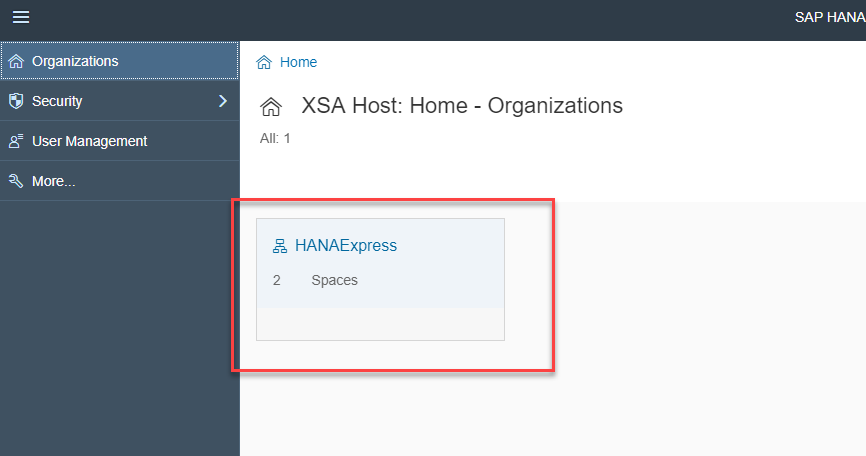 SAP HANA
Organizations
Security
User Management
More...
Home
XSA Host: Home - Organizations
All: 1
HANAExpress
2 Spaces